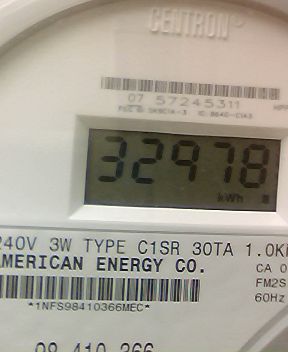 CENTRON
07 57245311
32978
kWh
240V 3W TYPE C1SR 30TA 1.0K
AMERICAN ENERGY CO.
CA 0
FM2S
60Hz
*1NFS98410366MEC*
98 410 366